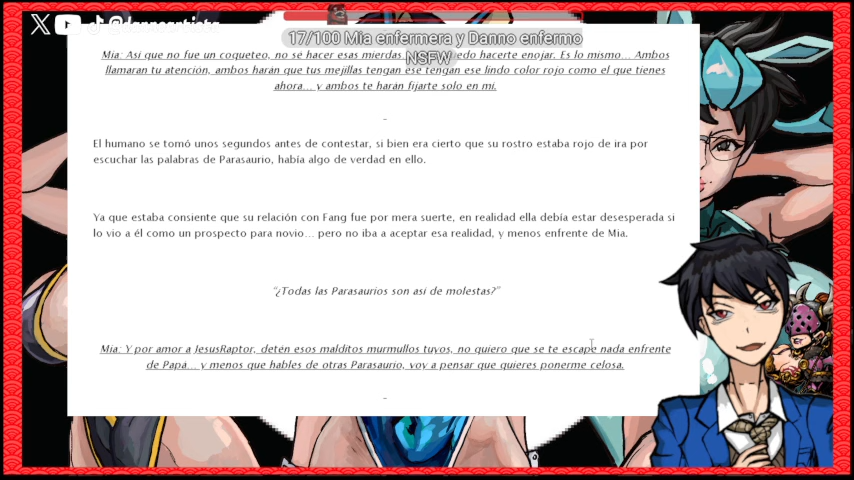 @dannoartista
17/100 Mia enfermera y Danno enfermo
NSFW
Mia: Asi que no fue un coqueteo, no sé hacer esas mierdas. edo hacerte enojar. Es lo mismo... Ambos
llamaran tu atencion, ambos harán que tus mejillas tengan ese tengan ese lindo color rojo como el que tienes
ahora... y ambos te harán fijarte solo en mi.
-
El humano se tomó unos segundos antes de contestar, si bien era cierto que su rostro estaba rojo de ira por
escuchar las palabras de Parasaurio, había algo de verdad en ello.
Ya que estaba consiente que su relación con Fang fue por mera suerte, en realidad ella debía estar desesperada si
lo vio a él como un prospecto para novio... pero no iba a aceptar esa realidad, y menos enfrente de Mia.
“¿Todas las Parasaurios son asi de molestas?”
Mia: Y por amor a JesusRaptor, detén esos malditos murmullos tuyos, no quiero que se te escape nada enfrente
de Papá... y menos que hables de otras Parasaurio, voy a pensar que quieres ponerme celosa.
-